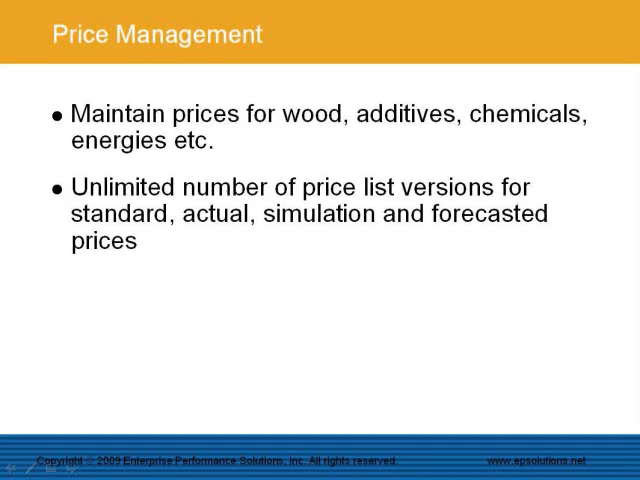 Price Management
● Maintain prices for wood, additives, chemicals,
energies etc.
● Unlimited number of price list versions for
standard, actual, simulation and forecasted
prices
Copyright © 2009 Enterprise Performance Solutions, Inc. All rights reserved. www.epsolutions.net